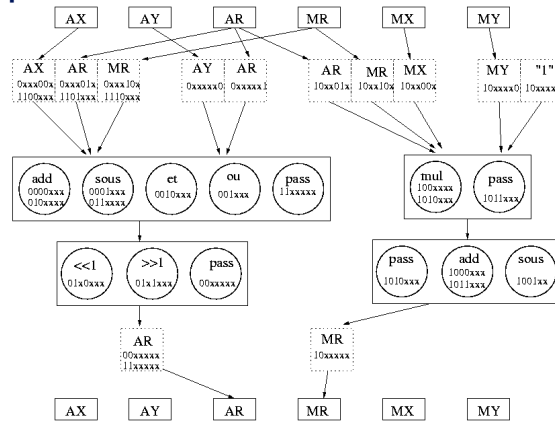 AX AY AR MR MX MY
AX AR MR AY AR AR MR MX MY "1"
0xxx00x 0xxx01x 0xxx10x 0xxxxx0 0xxxxx1 10xx01x 10xx10x 10xx00x 10xxxx0 10xxxx
1100xxx 1101xxx 1110xxx
add sous et ou pass mul pass
0000xxx 0001xxx 0010xxx 001xxx 11xxxxx 100xxxx 1011xxx
010xxxx 011xxxx 1010xxx
<<1 >>1 pass pass add sous
01x0xxx 01x1xxx 00xxxxx 1010xxx 1000xxx 1001xx
1011xxx
AR MR
00xxxxx 10xxxxx
11xxxxx
AX AY AR MR MX MY